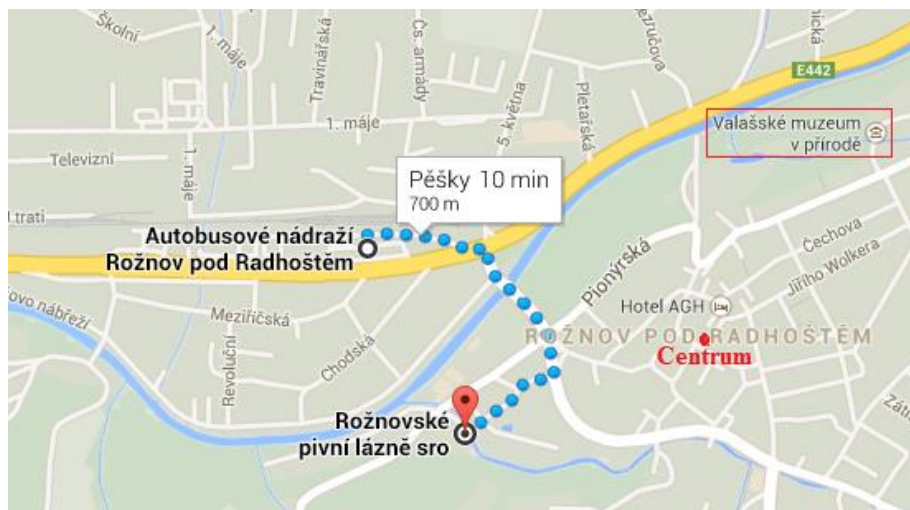 Školní
1. máje
Travinářská
Čs. armády
Bezručova
E442
1. máje
5. května
Pletařská
Valašské muzeum
v přírodě
Televizní
1. máje
Pěšky 10 min
700 m
l trati
Autobusové nádraží
Rožnov pod Radhoštěm
Pionýrská
Čechova
Jiřího Wolkera
Hotel AGH
ovo nábřeží
Meziříčská
ROŽNOV POD RADHOŠTĚM
Centrum
Revoluční
Chodská
Rožnovské
pivní lázně sro